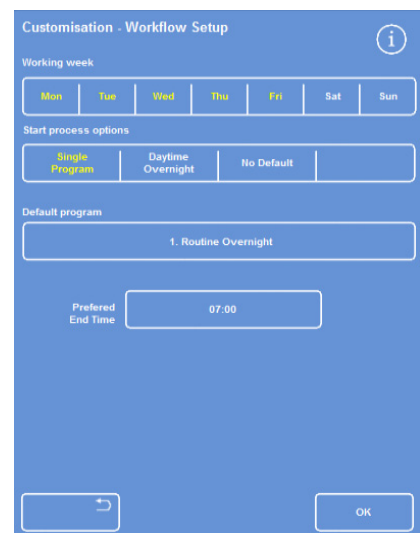 Customisation - Workflow Setup
i
Working week
Mon Tue Wed Thu Fri Sat Sun
Start process options
Single Program
Daytime Overnight
No Default
Default program
1. Routine Overnight
Prefered End Time
07:00
OK